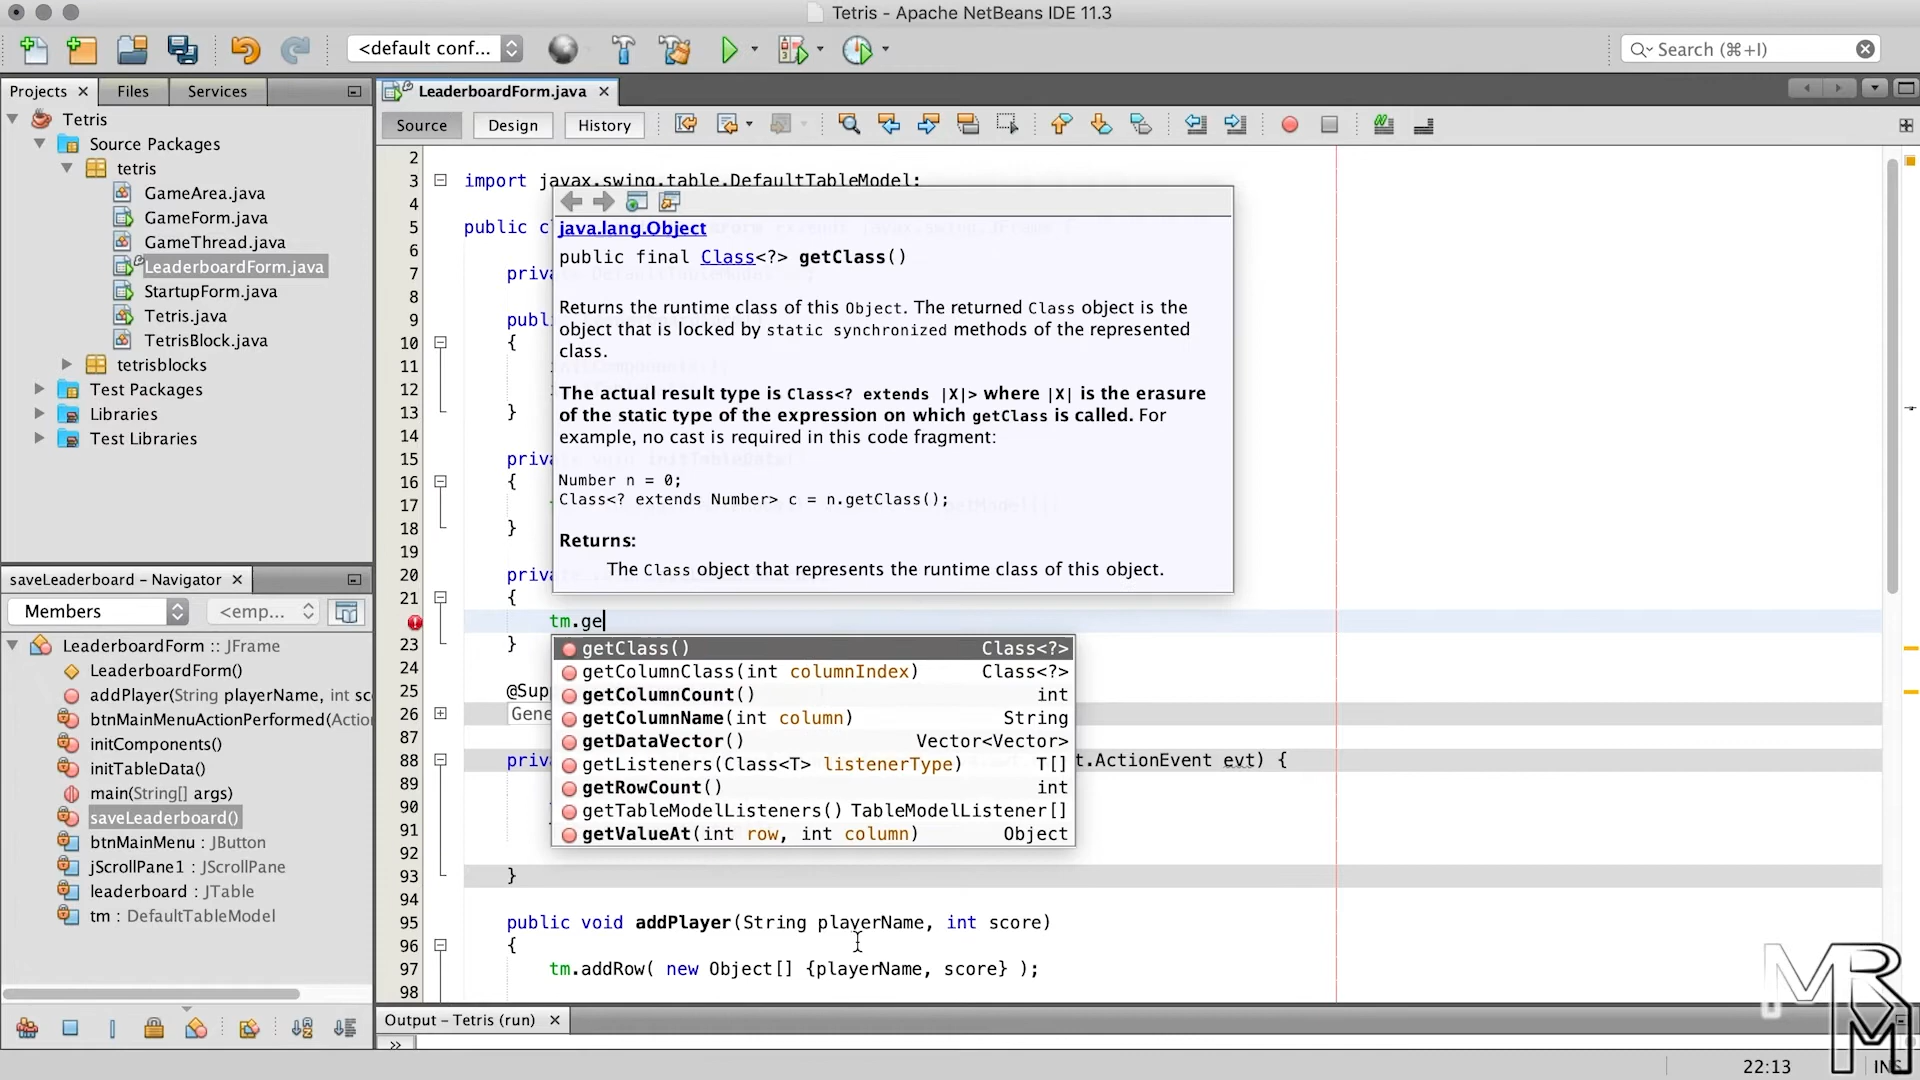 Tetris - Apache NetBeans IDE 11.3
<default conf...
Search (⌘+I)
Projects
Files
Services
LeaderboardForm.java
Source
Design
History
Tetris
Source Packages
tetris
GameArea.java
GameForm.java
GameThread.java
LeaderboardForm.java
StartupForm.java
Tetris.java
TetrisBlock.java
tetrisblocks
Test Packages
Libraries
Test Libraries
saveLeaderboard - Navigator
Members
<emp...
LeaderboardForm :: JFrame
LeaderboardForm()
addPlayer(String playerName, int sc
btnMainMenuActionPerformed(Actio
initComponents()
initTableData()
main(String[] args)
saveLeaderboard()
btnMainMenu : JButton
jScrollPane1 : JScrollPane
leaderboard : JTable
tm : DefaultTableModel
2
3 import javax.swing.table.DefaultTableModel;
4
5 public c
6
7 priva
8
9 publ
10 {
11
12
13 }
14
15 priva
16 {
17
18 }
19
20 priva
21 {
tm.ge
23 }
24
25 @Sup
26 Gene
87
88 priv t.ActionEvent evt) {
89
90
91
92
93 }
94
95 public void addPlayer(String playerName, int score)
96 {
97 tm.addRow( new Object[] {playerName, score} );
98
java.lang.Object
public final Class<?> getClass()
Returns the runtime class of this Object. The returned Class object is the
object that is locked by static synchronized methods of the represented
class.
The actual result type is Class<? extends |X|> where |X| is the erasure
of the static type of the expression on which getClass is called. For
example, no cast is required in this code fragment:
Number n = 0;
Class<? extends Number> c = n.getClass();
Returns:
The Class object that represents the runtime class of this object.
getClass() Class<?>
getColumnClass(int columnIndex) Class<?>
getColumnCount() int
getColumnName(int column) String
getDataVector() Vector<Vector>
getListeners(Class<T> listenerType) T[]
getRowCount() int
getTableModelListeners() TableModelListener[]
getValueAt(int row, int column) Object
Output - Tetris (run)
>>
22:13
INS
MRM